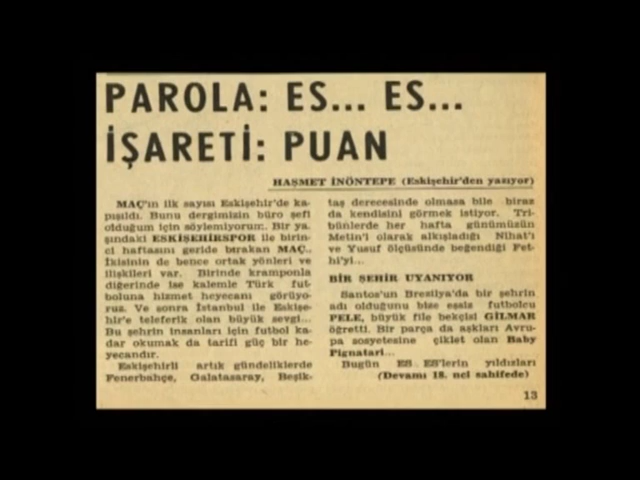 PAROLA: ES... ES...
İŞARETİ: PUAN
HAŞMET İNÖNTEPE (Eskişehir'den yazıyor)
MAÇ'ın ilk sayısı Eskişehir'de ka-
pışıldı. Bunu dergimizin büro şefi
olduğum için söylemiyorum. Bir ya-
şındaki ESKİŞEHİRSPOR ile birin-
ci haftasını geride bırakan MAÇ..
İkisinin de bence ortak yönleri ve
ilişkileri var. Birinde kramponla
diğerinde ise kalemle Türk fut-
boluna hizmet heyecanı görüyo-
ruz. Ve sonra İstanbul ile Eskişe-
hir'e teleferik olan büyük sevgi...
Bu şehrin insanları için futbol ka-
dar okumak da tarifi güç bir he-
yecandır.
Eskişehirli artık gündeliklerde
Fenerbahçe, Galatasaray, Beşik-
taş derecesinde olmasa bile biraz
da kendisini görmek istiyor. Tri-
bünlerde her hafta günümüzün
Metin'i olarak alkışladığı Nihat'ı
ve Yusuf ölçüsünde beğendiği Fet-
hi'yi...
BİR ŞEHİR UYANIYOR
Santos'un Brezilya'da bir şehrin
adı olduğunu bize eşsiz futbolcu
PELE, büyük file bekçisi GİLMAR
öğretti. Bir parça da aşkları Avru-
pa sosyetesine çiklet olan Baby
Pignatari...
Bugün ES ES'lerin yıldızları
(Devamı 18. nci sahifede)
13